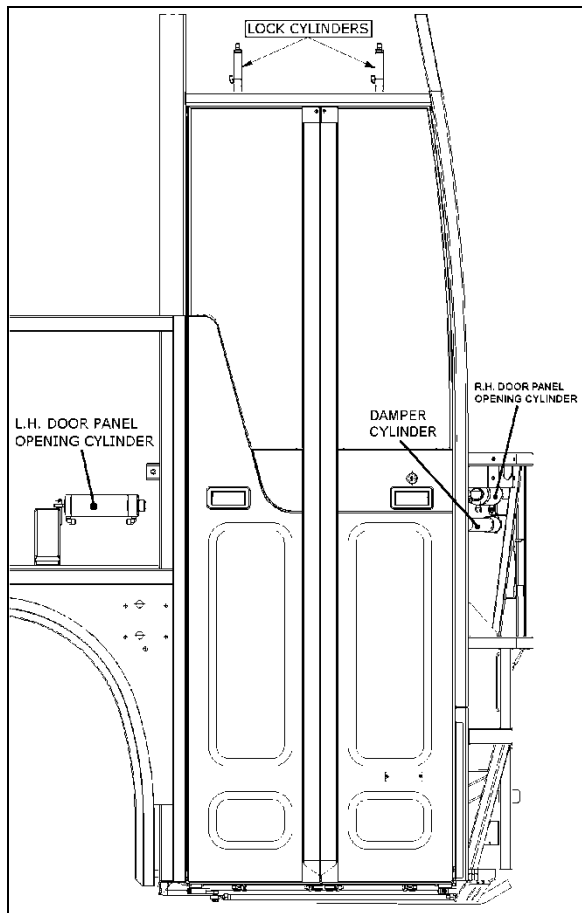 LOCK CYLINDERS
R.H. DOOR PANEL
OPENING CYLINDER
DAMPER
CYLINDER
L.H. DOOR PANEL
OPENING CYLINDER